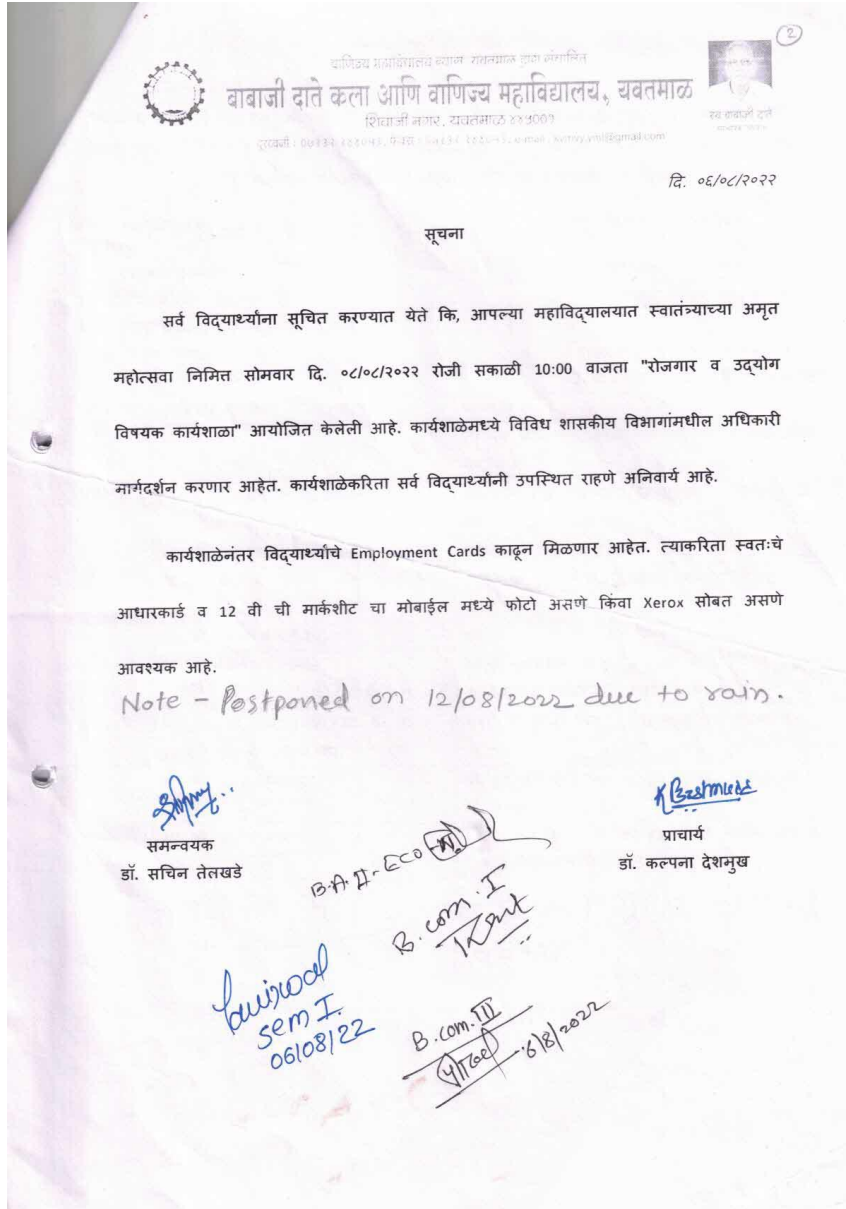 2
वाणिज्य महाविद्यालय न्यास यवतमाळ द्वारा संचालित
बाबाजी दाते कला आणि वाणिज्य महाविद्यालय, यवतमाळ
शिवाजी नगर, यवतमाळ ४४५००१
स्व बाबाजी दाते
दि. ०६/०८/२०२२
सूचना
सर्व विद्यार्थ्यांना सूचित करण्यात येते कि, आपल्या महाविद्यालयात स्वातंत्र्याच्या अमृत
महोत्सवा निमित्त सोमवार दि. ०८/०८/२०२२ रोजी सकाळी 10:00 वाजता "रोजगार व उद्योग
विषयक कार्यशाळा" आयोजित केलेली आहे. कार्यशाळेमध्ये विविध शासकीय विभागांमधील अधिकारी
मार्गदर्शन करणार आहेत. कार्यशाळेकरिता सर्व विद्यार्थ्यांनी उपस्थित राहणे अनिवार्य आहे.
कार्यशाळेनंतर विद्यार्थ्यांचे Employment Cards काढून मिळणार आहेत. त्याकरिता स्वतःचे
आधारकार्ड व 12 वी ची मार्कशीट चा मोबाईल मध्ये फोटो असणे किंवा Xerox सोबत असणे
आवश्यक आहे.
Note - Postponed on 12/08/2022 due to rain.
समन्वयक
डॉ. सचिन तेलखडे
प्राचार्य
डॉ. कल्पना देशमुख
B.A II - ECO
B. com. I
sem I.
06/08/22
B.com. III
6/8/2022